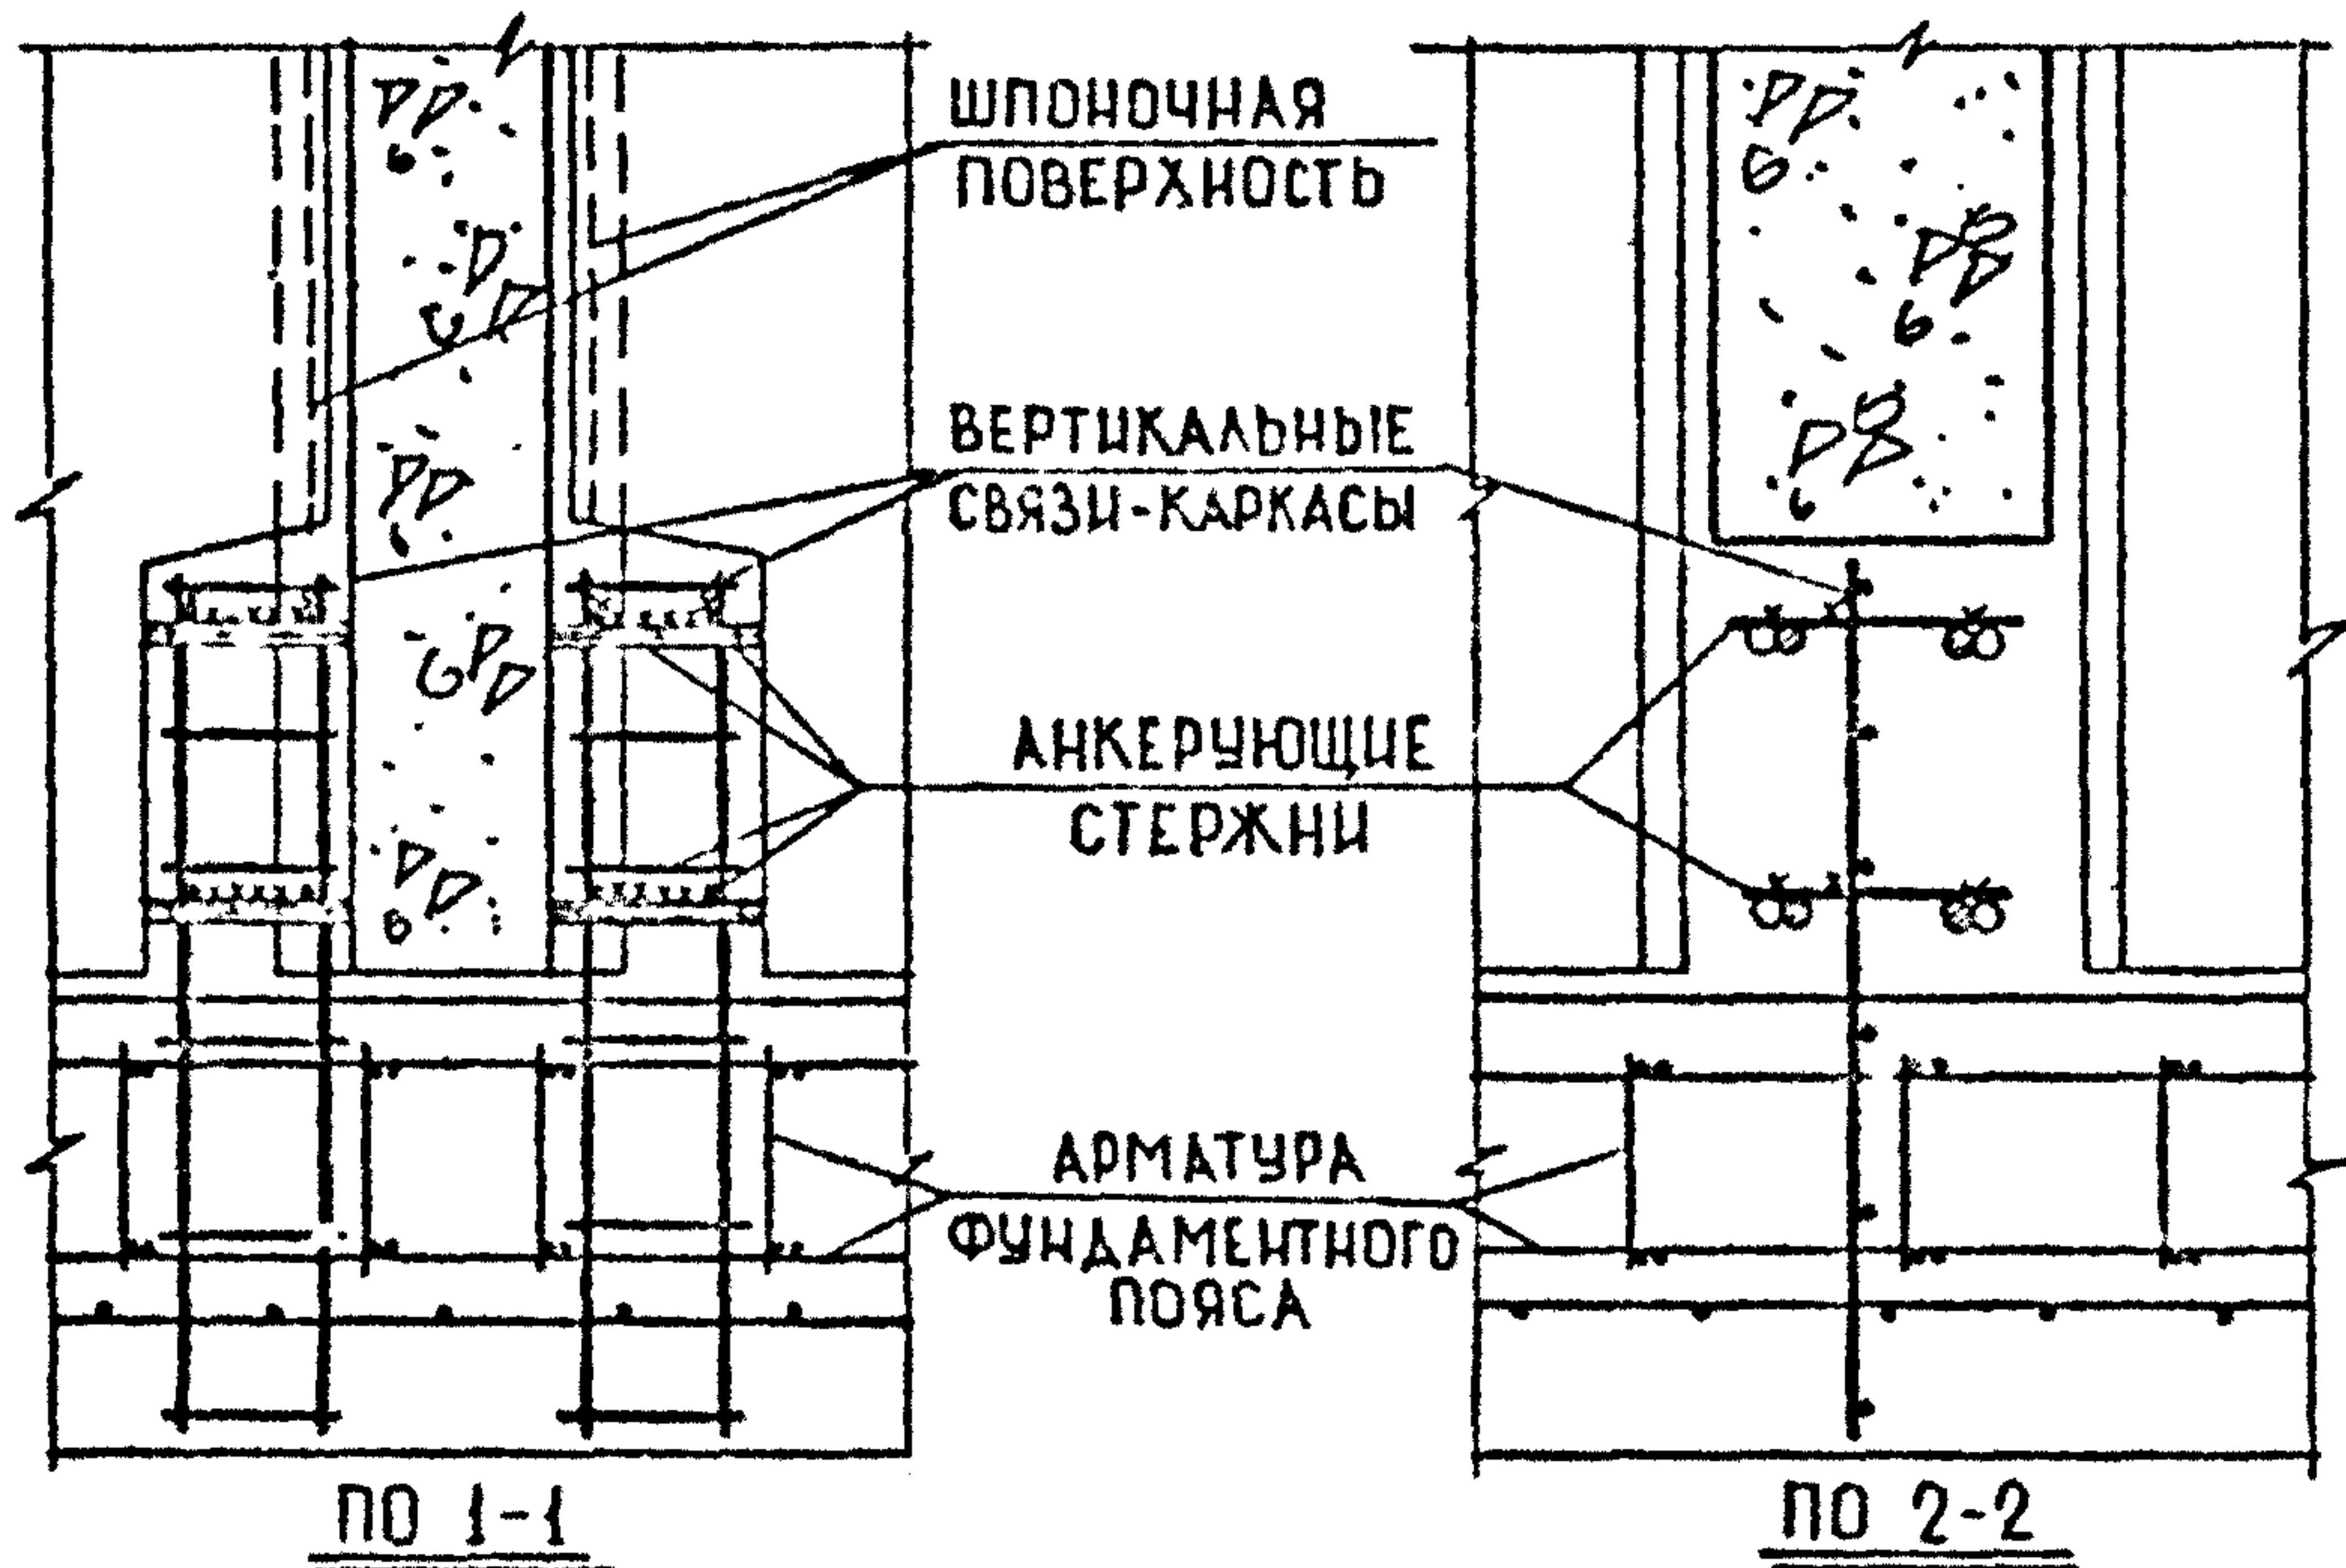 ШПОНОЧНАЯ
ПОВЕРХНОСТЬ
ВЕРТИКАЛЬНЫЕ
СВЯЗИ-КАРКАСЫ
АНКЕРУЮЩИЕ
СТЕРЖНИ
АРМАТУРА
ФУНДАМЕНТНОГО
ПОЯСА
ПО 1-1
ПО 2-2